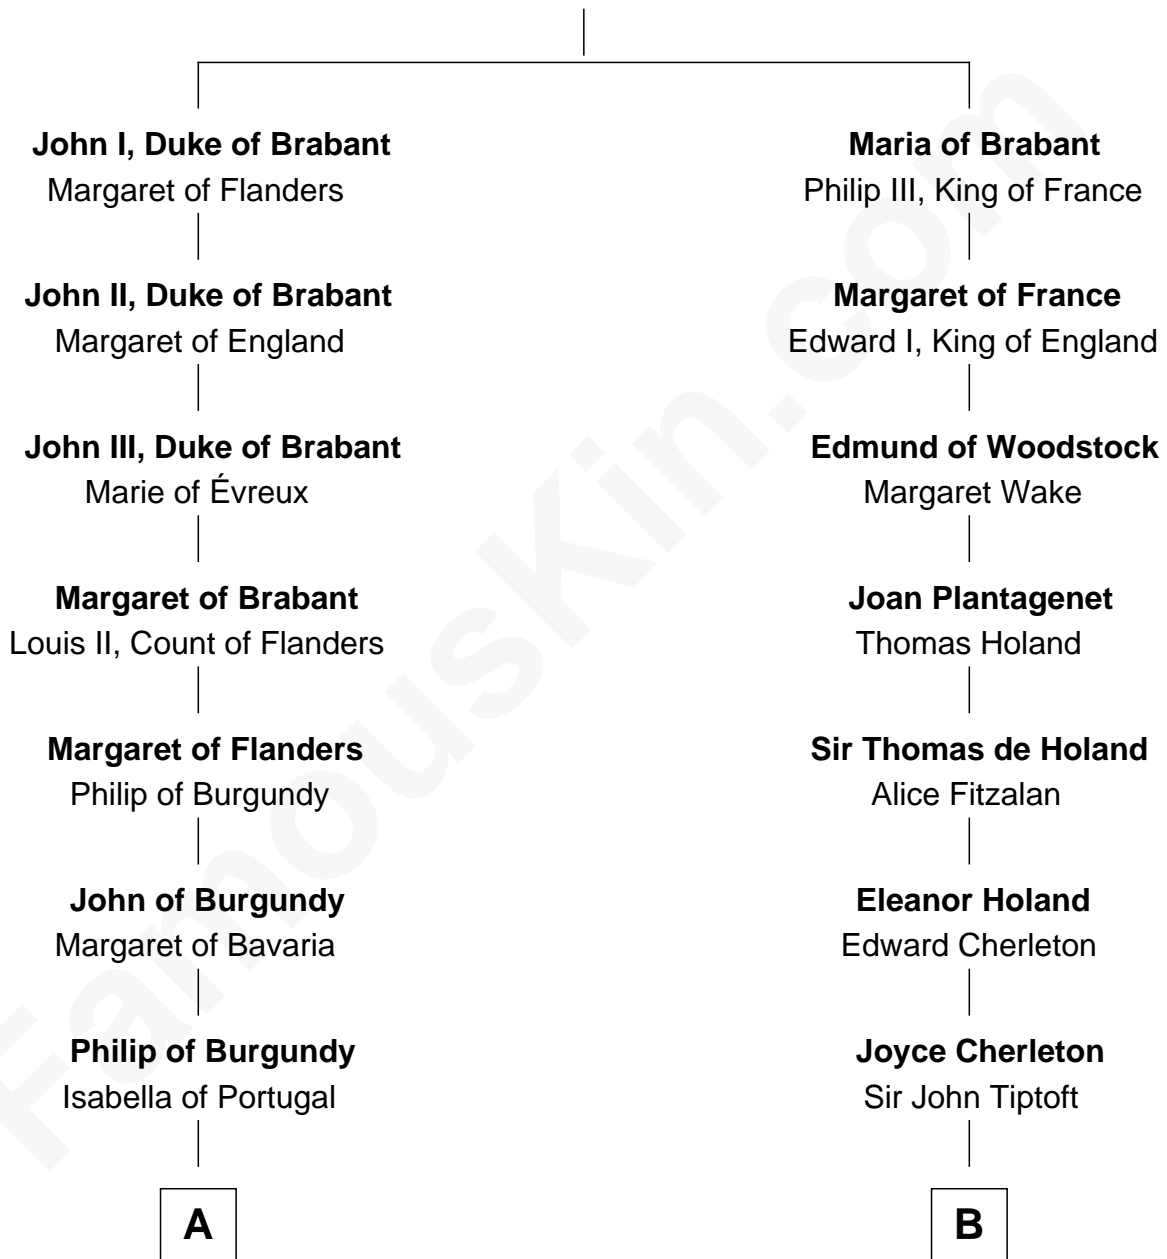 John I, Duke of Brabant
Margaret of Flanders
John II, Duke of Brabant
Margaret of England
John III, Duke of Brabant
Marie of Évreux
Margaret of Brabant
Louis II, Count of Flanders
Margaret of Flanders
Philip of Burgundy
John of Burgundy
Margaret of Bavaria
Philip of Burgundy
Isabella of Portugal
A
Maria of Brabant
Philip III, King of France
Margaret of France
Edward I, King of England
Edmund of Woodstock
Margaret Wake
Joan Plantagenet
Thomas Holand
Sir Thomas de Holand
Alice Fitzalan
Eleanor Holand
Edward Cherleton
Joyce Cherleton
Sir John Tiptoft
B
FamousKin.com